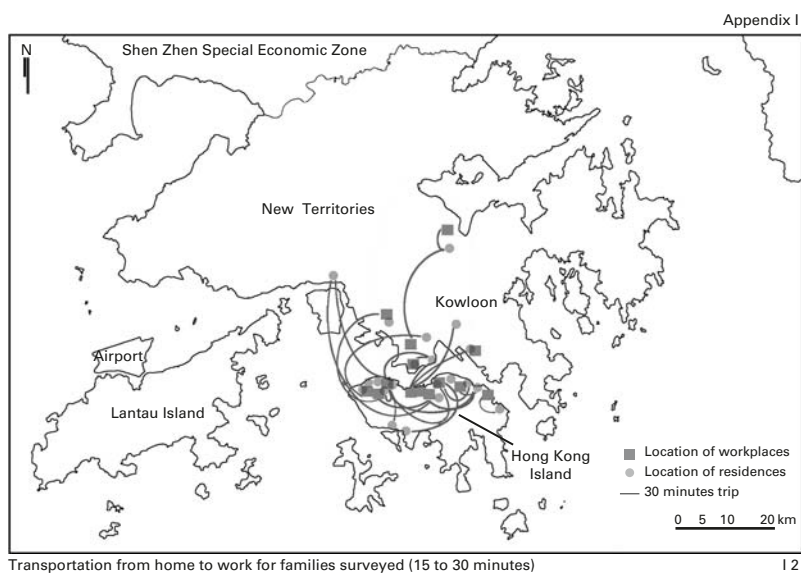 Appendix I
N
Shen Zhen Special Economic Zone
New Territories
Kowloon
Airport
Lantau Island
Hong Kong
Island
Location of workplaces
Location of residences
30 minutes trip
0 5 10 20 km
Transportation from home to work for families surveyed (15 to 30 minutes)
I 2